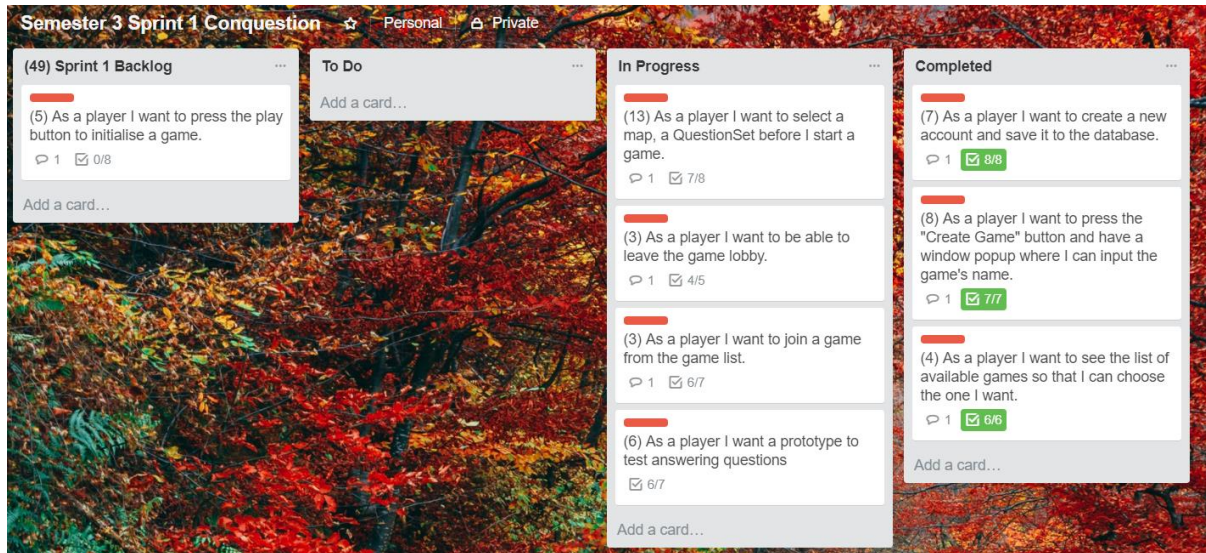 Semester 3 Sprint 1 Conquestion Personal Private
(49) Sprint 1 Backlog ...
(5) As a player I want to press the play
button to initialise a game.
1 0/8
Add a card...
To Do ...
Add a card...
In Progress ...
(13) As a player I want to select a
map, a QuestionSet before I start a
game.
1 7/8
(3) As a player I want to be able to
leave the game lobby.
1 4/5
(3) As a player I want to join a game
from the game list.
1 6/7
(6) As a player I want a prototype to
test answering questions
6/7
Add a card...
Completed ...
(7) As a player I want to create a new
account and save it to the database.
1 8/8
(8) As a player I want to press the
"Create Game" button and have a
window popup where I can input the
game's name.
1 7/7
(4) As a player I want to see the list of
available games so that I can choose
the one I want.
1 6/6
Add a card...